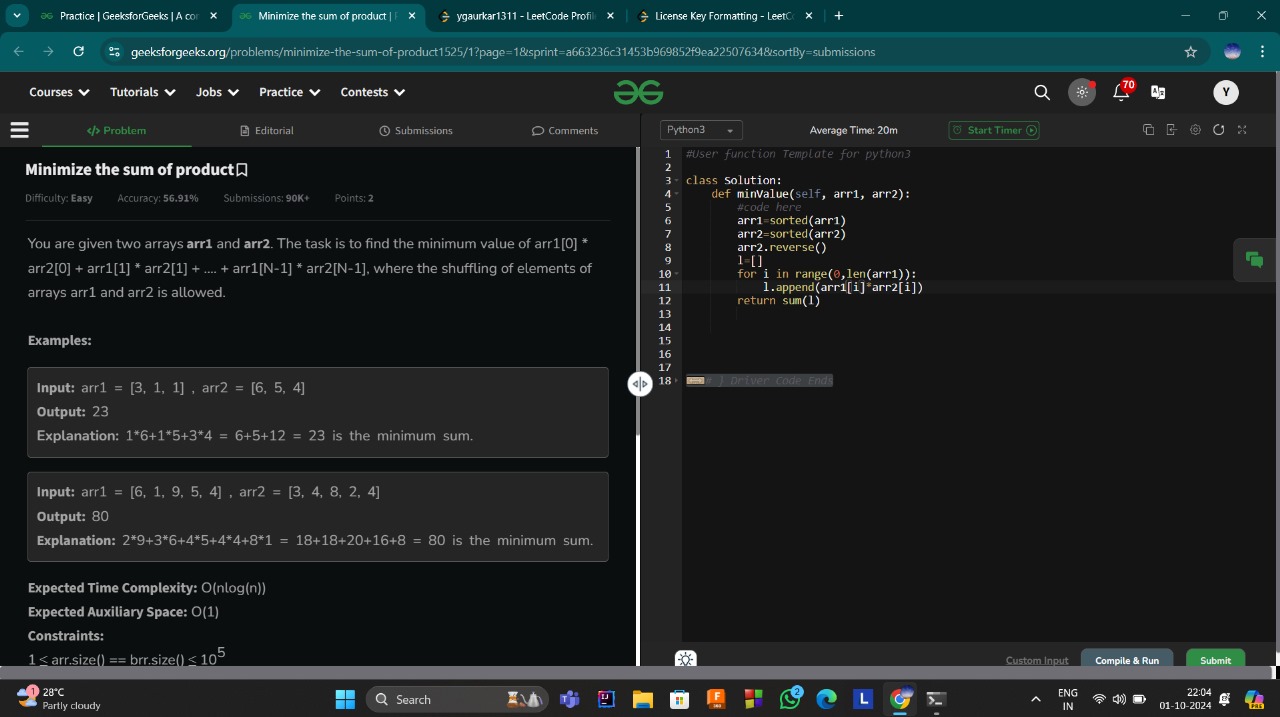 Practice | GeeksforGeeks | A co
Minimize the sum of product |
ygaurkar1311 - LeetCode Profil
License Key Formatting - LeetC
geeksforgeeks.org/problems/minimize-the-sum-of-product1525/1?page=1&sprint=a663236c31453b969852f9ea22507634&sortBy=submissions
Courses
Tutorials
Jobs
Practice
Contests
70
Y
</> Problem
Editorial
Submissions
Comments
Python3
Average Time: 20m
Start Timer
Minimize the sum of product
Difficulty: Easy
Accuracy: 56.91%
Submissions: 90K+
Points: 2
You are given two arrays arr1 and arr2. The task is to find the minimum value of arr1[0] *
arr2[0] + arr1[1] * arr2[1] + .... + arr1[N-1] * arr2[N-1], where the shuffling of elements of
arrays arr1 and arr2 is allowed.
Examples:
Input: arr1 = [3, 1, 1] , arr2 = [6, 5, 4]
Output: 23
Explanation: 1*6+1*5+3*4 = 6+5+12 = 23 is the minimum sum.
Input: arr1 = [6, 1, 9, 5, 4] , arr2 = [3, 4, 8, 2, 4]
Output: 80
Explanation: 2*9+3*6+4*5+4*4+8*1 = 18+18+20+16+8 = 80 is the minimum sum.
Expected Time Complexity: O(nlog(n))
Expected Auxiliary Space: O(1)
Constraints:
1 ≤ arr.size() == brr.size() ≤ 10^5
1 #User function Template for python3
2
3 class Solution:
4 def minValue(self, arr1, arr2):
5 #code here
6 arr1=sorted(arr1)
7 arr2=sorted(arr2)
8 arr2.reverse()
9 l=[]
10 for i in range(0,len(arr1)):
11 l.append(arr1[i]*arr2[i])
12 return sum(l)
13
14
15
16
17
18 } Driver Code Ends
Custom Input
Compile & Run
Submit
1
28°C
Partly cloudy
Search
2
L
ENG
IN
22:04
01-10-2024